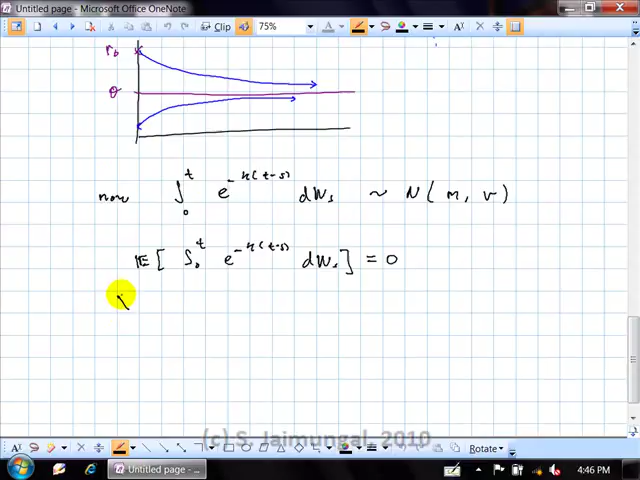 Untitled page - Microsoft OneNote
Clip 75%
r₀
θ
now ∫₀ᵗ e^{-κ(t-s)} dWₛ ~ N( m, v )
𝔼[ ∫₀ᵗ e^{-κ(t-s)} dWₛ ] = 0
(c) S. Jaimungal, 2010
Rotate
Untitled page - ...
4:46 PM